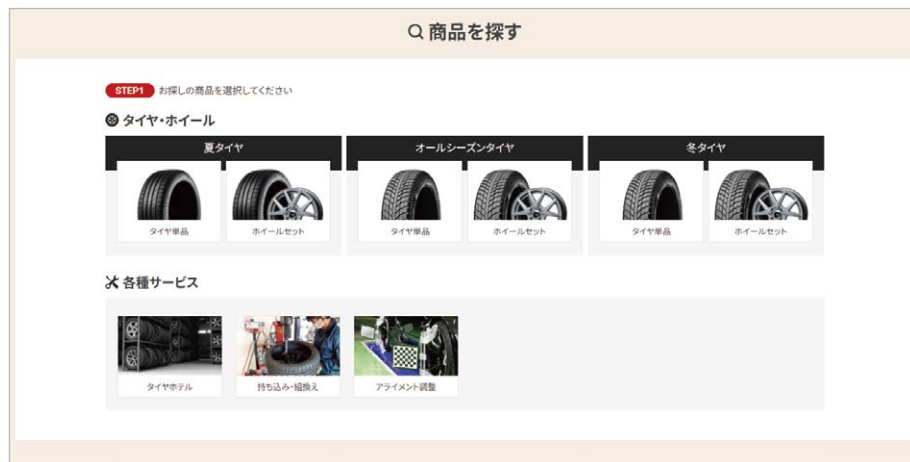 商品を探す
STEP1 お探しの商品を選択してください
タイヤ・ホイール
夏タイヤ オールシーズンタイヤ 冬タイヤ
タイヤ単品 ホイールセット タイヤ単品 ホイールセット タイヤ単品 ホイールセット
各種サービス
タイヤホテル 持ち込み・組換え アライメント調整